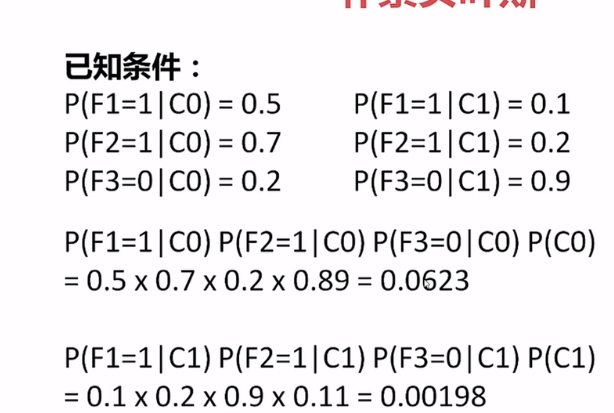 已知条件：
P(F1=1|C0) = 0.5 P(F1=1|C1) = 0.1
P(F2=1|C0) = 0.7 P(F2=1|C1) = 0.2
P(F3=0|C0) = 0.2 P(F3=0|C1) = 0.9
P(F1=1|C0) P(F2=1|C0) P(F3=0|C0) P(C0)
= 0.5 x 0.7 x 0.2 x 0.89 = 0.0623
P(F1=1|C1) P(F2=1|C1) P(F3=0|C1) P(C1)
= 0.1 x 0.2 x 0.9 x 0.11 = 0.00198